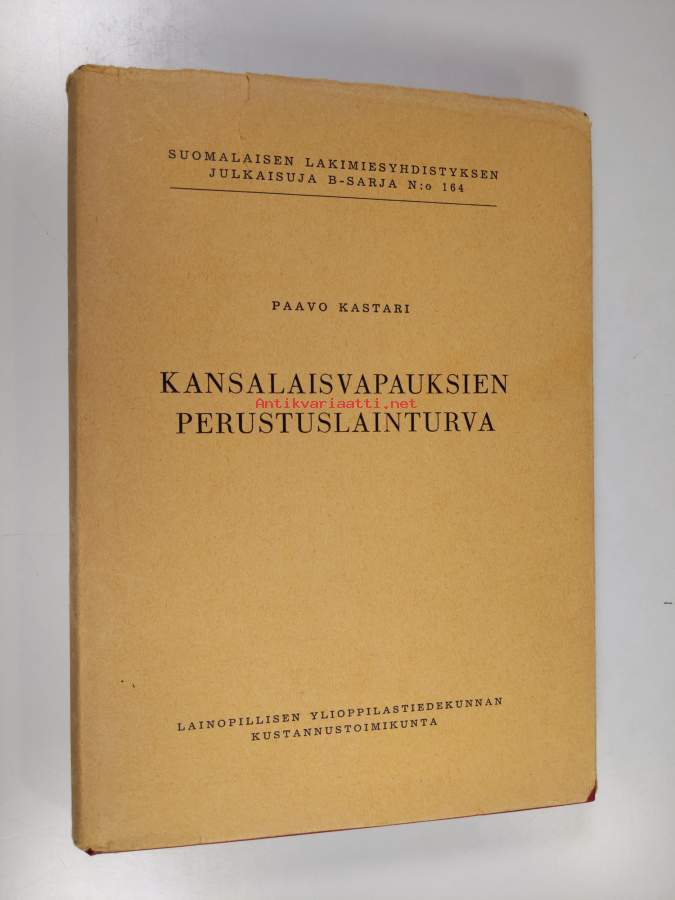 SUOMALAISEN LAKIMIESYHDISTYKSEN
JULKAISUJA B-SARJA N:o 164
PAAVO KASTARI
KANSALAISVAPAUKSIEN
Antikvariaatti.net
PERUSTUSLAINTURVA
LAINOPILLISEN YLIOPPILASTIEDEKUNNAN
KUSTANNUSTOIMIKUNTA